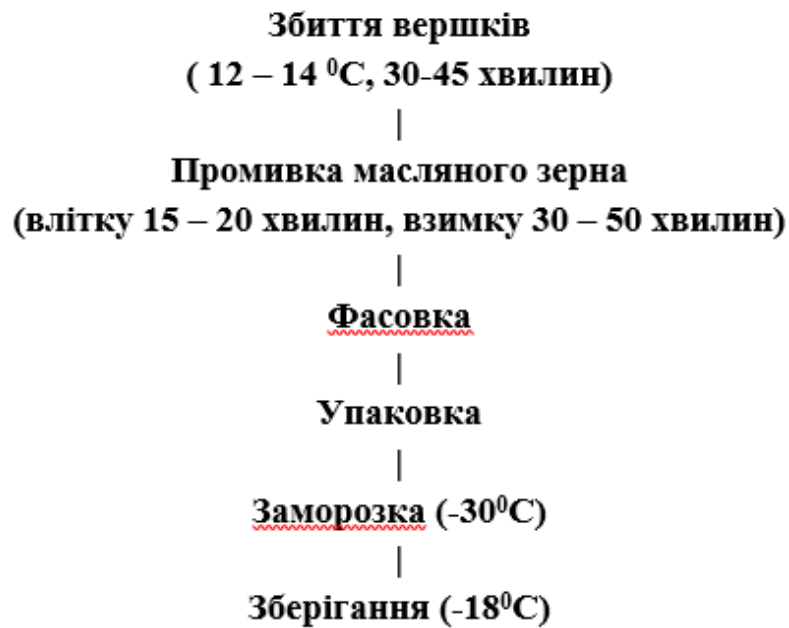 Збиття вершків
( 12 – 14 ⁰С, 30-45 хвилин)
|
Промивка масляного зерна
(влітку 15 – 20 хвилин, взимку 30 – 50 хвилин)
|
Фасовка
|
Упаковка
|
Заморозка (-30⁰С)
|
Зберігання (-18⁰С)